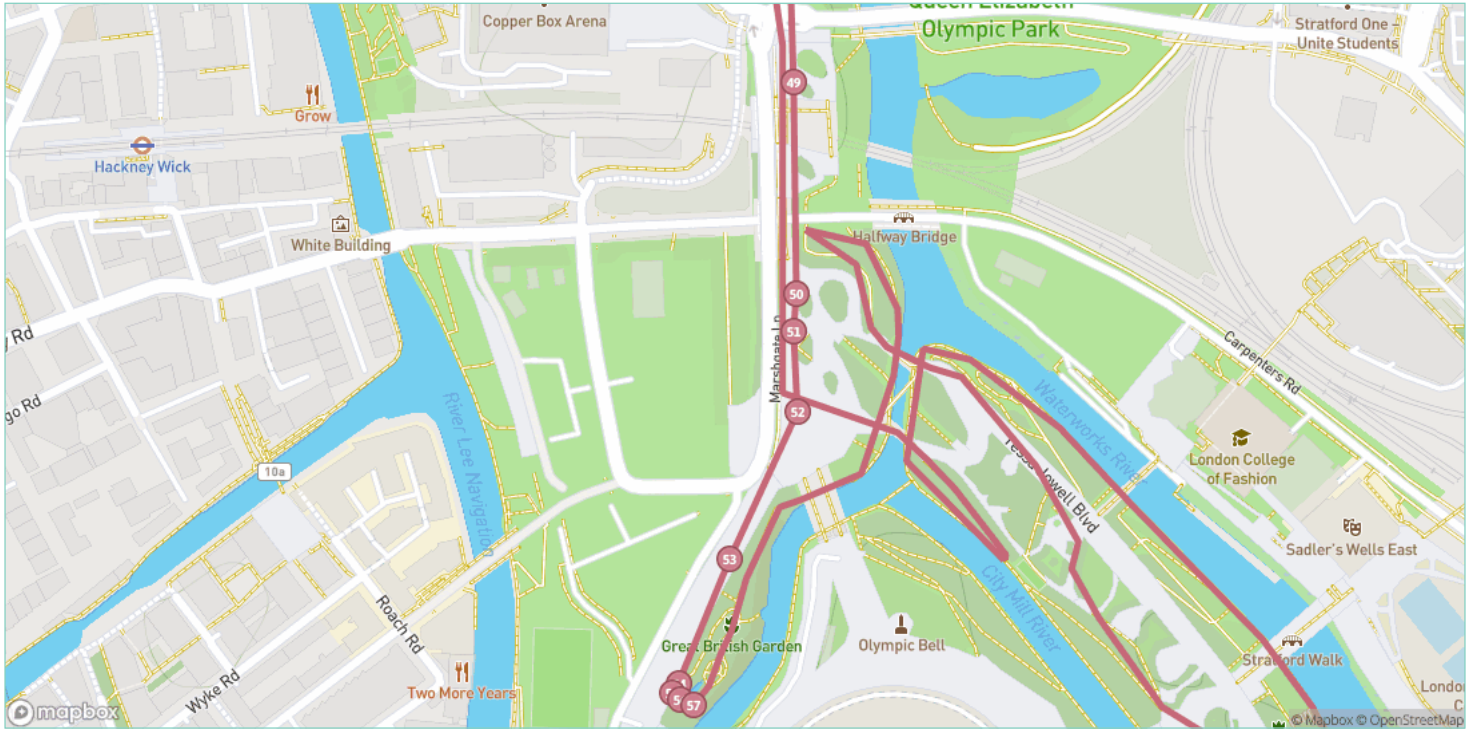 Copper Box Arena
Queen Elizabeth
Olympic Park
Stratford One –
Unite Students
49
Grow
Hackney Wick
White Building
Halfway Bridge
50
51
Marshgate Ln
Carpenters Rd
Rd
Rd
52
10a
River Lee Navigation
Waterworks River
London College
of Fashion
Tessa Jowell Blvd
Sadler's Wells East
53
City Mill River
Roach Rd
Great British Garden
Olympic Bell
Stratford Walk
Two More Years
Wyke Rd
57
mapbox
© Mapbox © OpenStreetMap